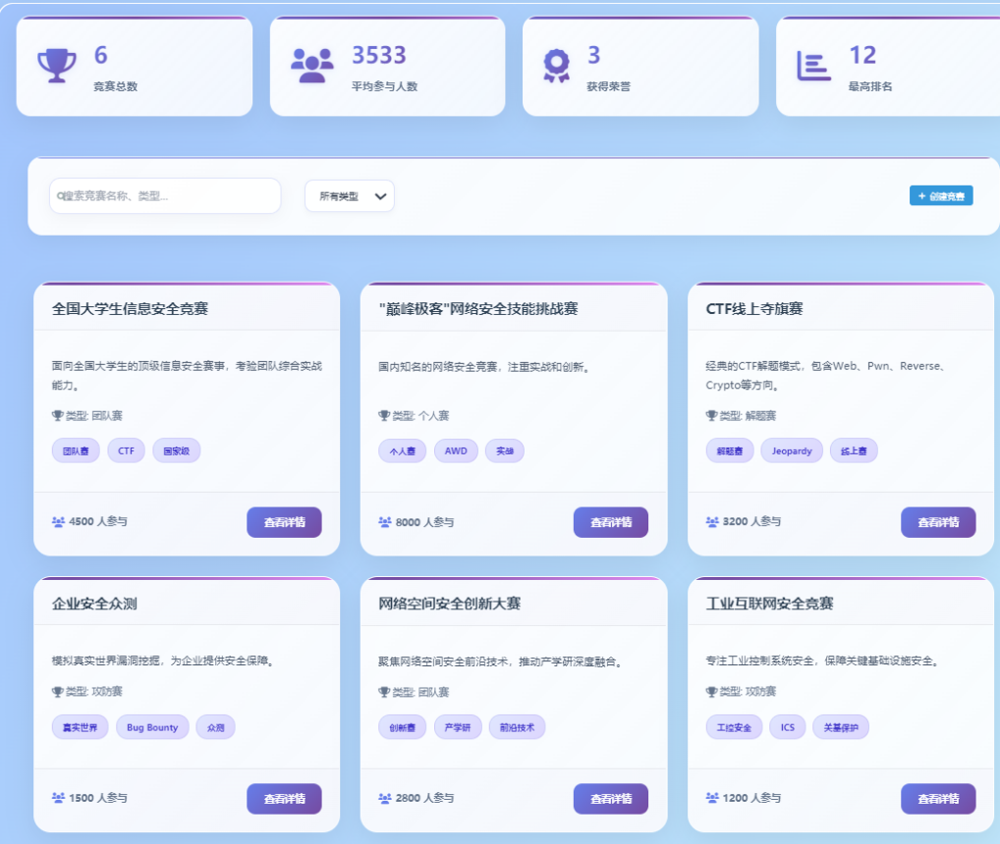 6
竞赛总数
3533
平均参与人数
3
获得荣誉
12
最高排名
搜索竞赛名称、类型...
所有类型
+ 创建竞赛
全国大学生信息安全竞赛
面向全国大学生的顶级信息安全赛事，考验团队综合实战
能力。
类型: 团队赛
团队赛
CTF
国家级
4500 人参与
查看详情
"巅峰极客"网络安全技能挑战赛
国内知名的网络安全竞赛，注重实战和创新。
类型: 个人赛
个人赛
AWD
实战
8000 人参与
查看详情
CTF线上夺旗赛
经典的CTF解题模式，包含Web、Pwn、Reverse、
Crypto等方向。
类型: 解题赛
解题赛
Jeopardy
线上赛
3200 人参与
查看详情
企业安全众测
模拟真实世界漏洞挖掘，为企业提供安全保障。
类型: 攻防赛
真实世界
Bug Bounty
众测
1500 人参与
查看详情
网络空间安全创新大赛
聚焦网络空间安全前沿技术，推动产学研深度融合。
类型: 团队赛
创新赛
产学研
前沿技术
2800 人参与
查看详情
工业互联网安全竞赛
专注工业控制系统安全，保障关键基础设施安全。
类型: 攻防赛
工控安全
ICS
关基保护
1200 人参与
查看详情